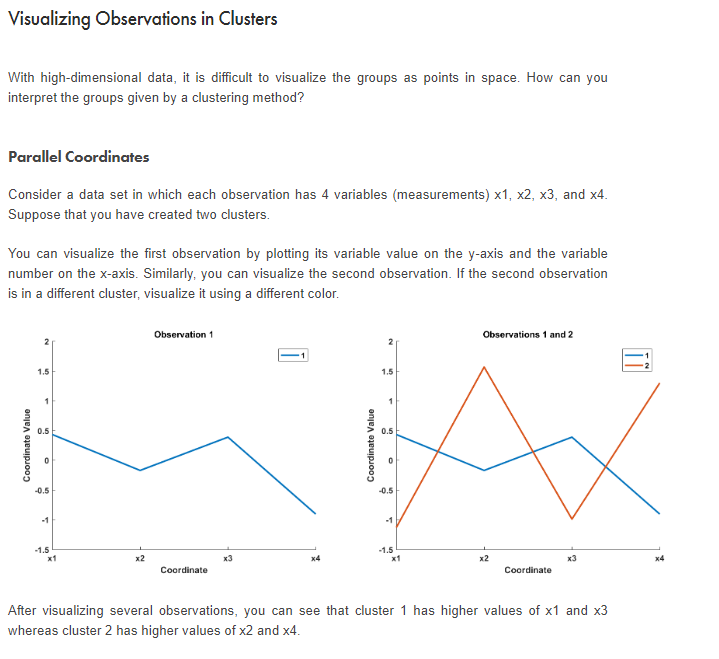 Visualizing Observations in Clusters
With high-dimensional data, it is difficult to visualize the groups as points in space. How can you
interpret the groups given by a clustering method?
Parallel Coordinates
Consider a data set in which each observation has 4 variables (measurements) x1, x2, x3, and x4.
Suppose that you have created two clusters.
You can visualize the first observation by plotting its variable value on the y-axis and the variable
number on the x-axis. Similarly, you can visualize the second observation. If the second observation
is in a different cluster, visualize it using a different color.
Observation 1
1
2
1.5
1
0.5
0
-0.5
-1
-1.5
Coordinate Value
x1 x2 x3 x4
Coordinate
Observations 1 and 2
1
2
2
1.5
1
0.5
0
-0.5
-1
-1.5
Coordinate Value
x1 x2 x3 x4
Coordinate
After visualizing several observations, you can see that cluster 1 has higher values of x1 and x3
whereas cluster 2 has higher values of x2 and x4.